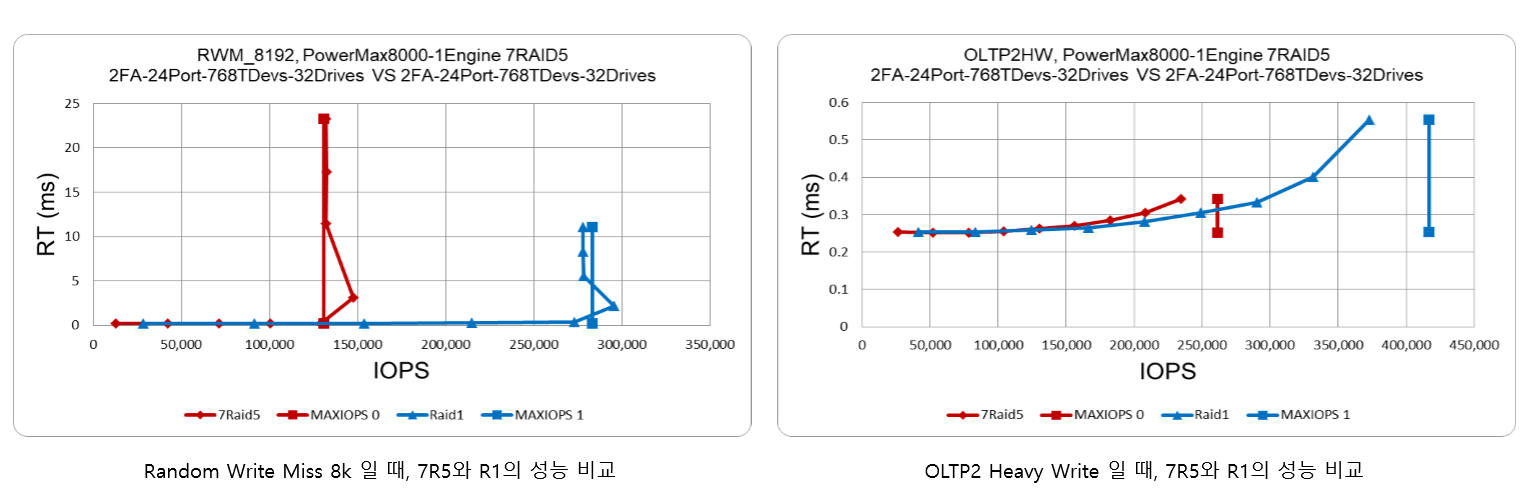 RWM_8192, PowerMax8000-1Engine 7RAID5
2FA-24Port-768TDevs-32Drives VS 2FA-24Port-768TDevs-32Drives
RT (ms)
25
20
15
10
5
0
0 50,000 100,000 150,000 200,000 250,000 300,000 350,000
IOPS
7Raid5 MAXIOPS 0 Raid1 MAXIOPS 1
Random Write Miss 8k 일 때, 7R5와 R1의 성능 비교
OLTP2HW, PowerMax8000-1Engine 7RAID5
2FA-24Port-768TDevs-32Drives VS 2FA-24Port-768TDevs-32Drives
RT (ms)
0.6
0.5
0.4
0.3
0.2
0.1
0
0 50,000 100,000 150,000 200,000 250,000 300,000 350,000 400,000 450,000
IOPS
7Raid5 MAXIOPS 0 Raid1 MAXIOPS 1
OLTP2 Heavy Write 일 때, 7R5와 R1의 성능 비교